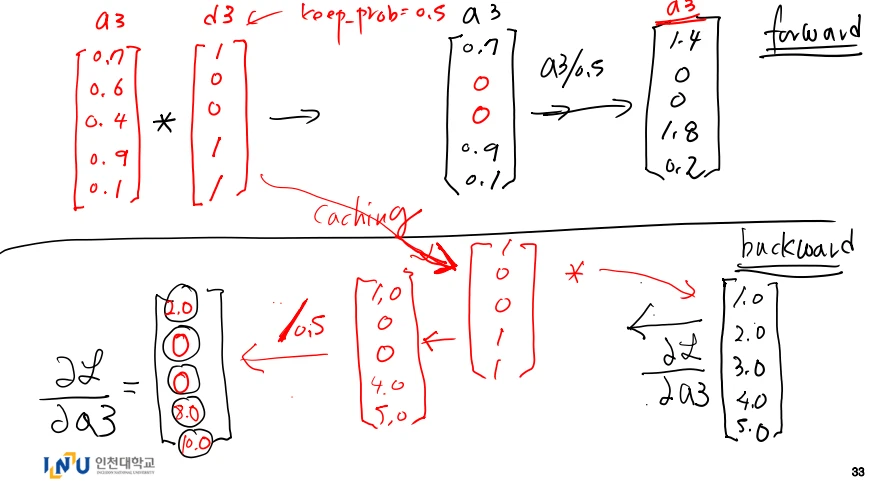 a3 d3 ← keep_prob=0.5 a3 a3 forward
[0.7 0.6 0.4 0.9 0.1] * [1 0 0 1 1] → [0.7 0 0 0.9 0.1] a3/0.5 → [1.4 0 0 1.8 0.2]
caching
backward
∂L/∂a3 = [2.0 0 0 8.0 10.0] ← /0.5 [1.0 0 0 4.0 5.0] ← [1 0 0 1 1] * → ← ∂L/∂a3 [1.0 2.0 3.0 4.0 5.0]
INU 인천대학교
INCHEON NATIONAL UNIVERSITY
33